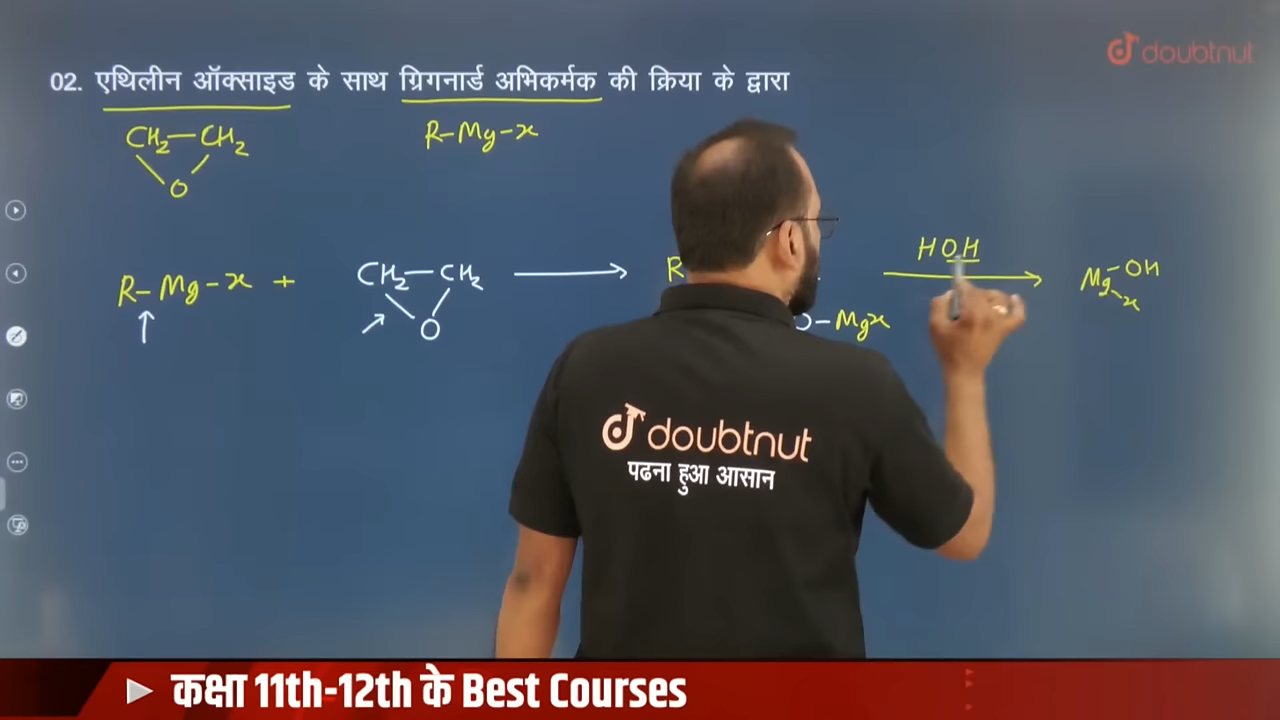 doubtnut
02. एथिलीन ऑक्साइड के साथ ग्रिगनार्ड अभिकर्मक की क्रिया के द्वारा
CH₂—CH₂
O
R-Mg-x
R-Mg-x + CH₂—CH₂ ⟶ R ⟶ Mg-OH
O
HOH
O-Mgx
x
doubtnut
पढना हुआ आसान
कक्षा 11th-12th के Best Courses